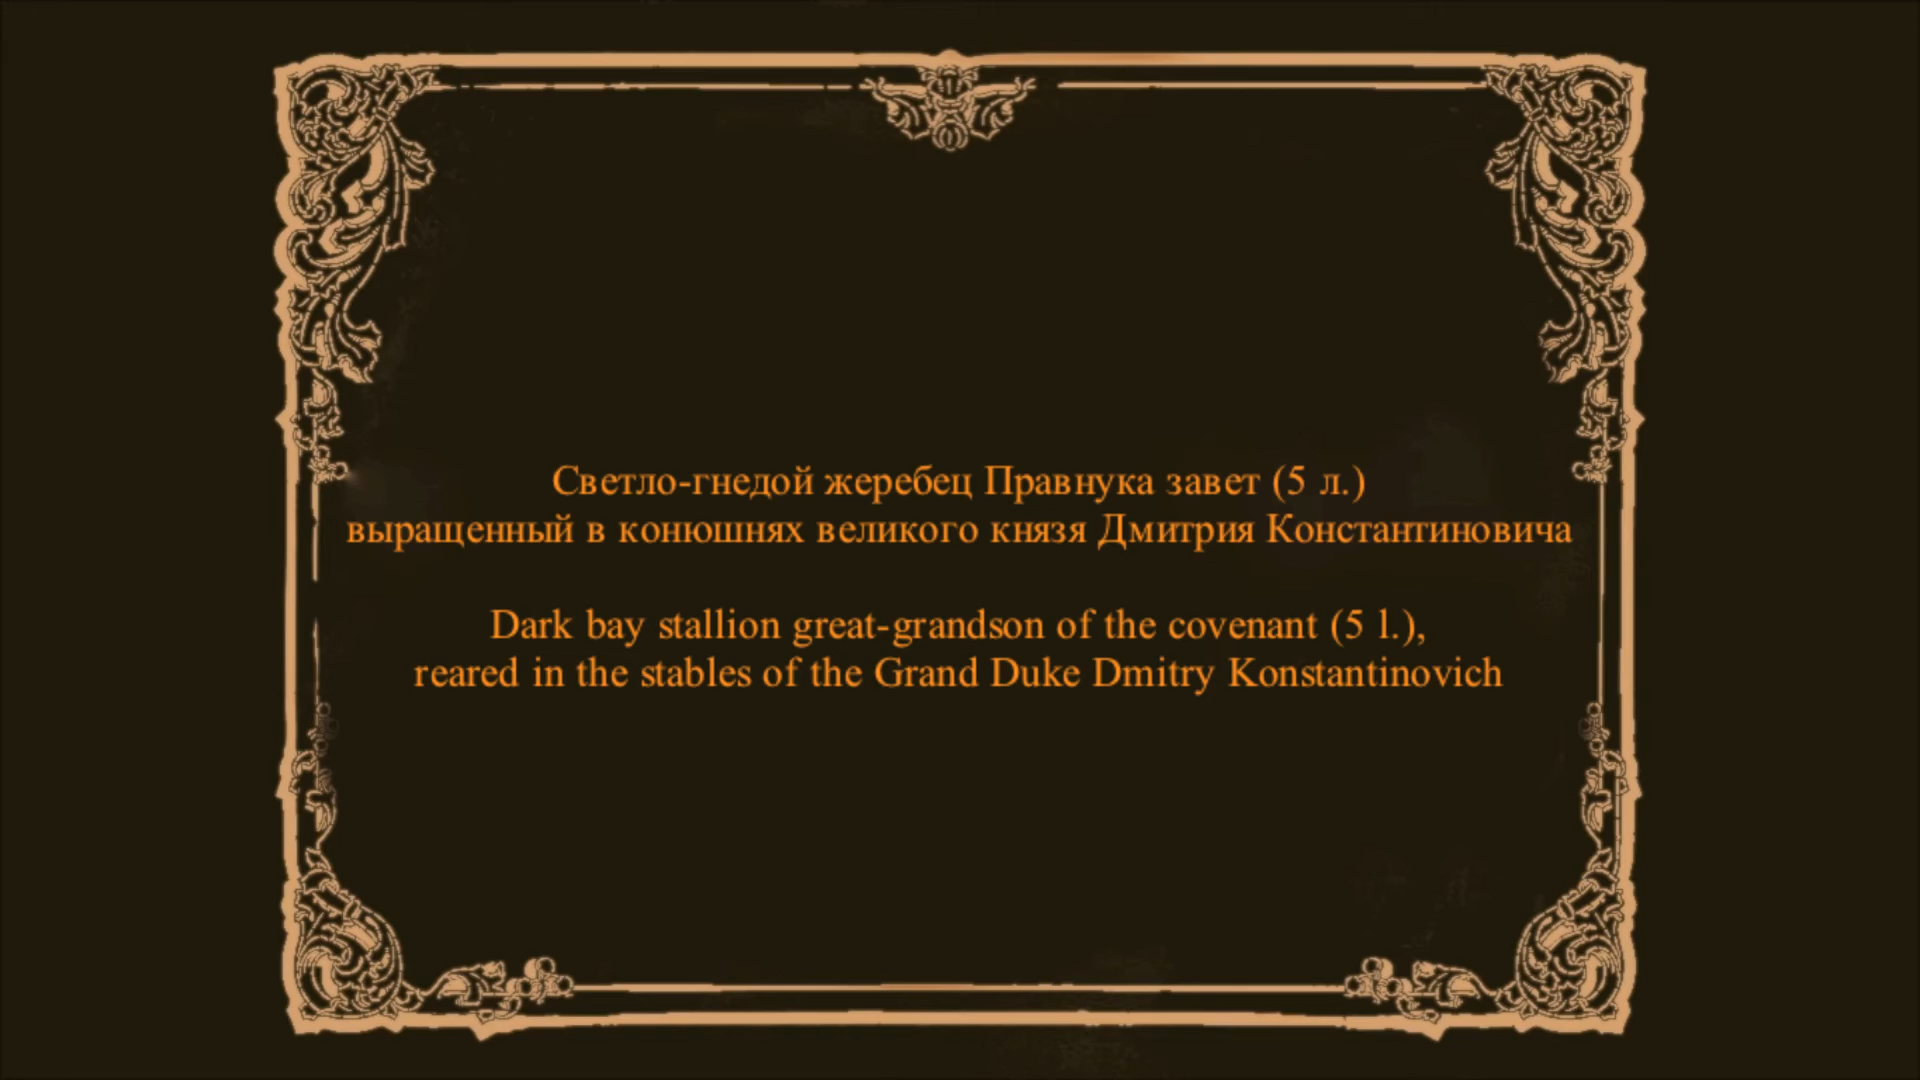 Светло-гнедой жеребец Правнука завет (5 л.)
выращенный в конюшнях великого князя Дмитрия Константиновича
Dark bay stallion great-grandson of the covenant (5 l.),
reared in the stables of the Grand Duke Dmitry Konstantinovich